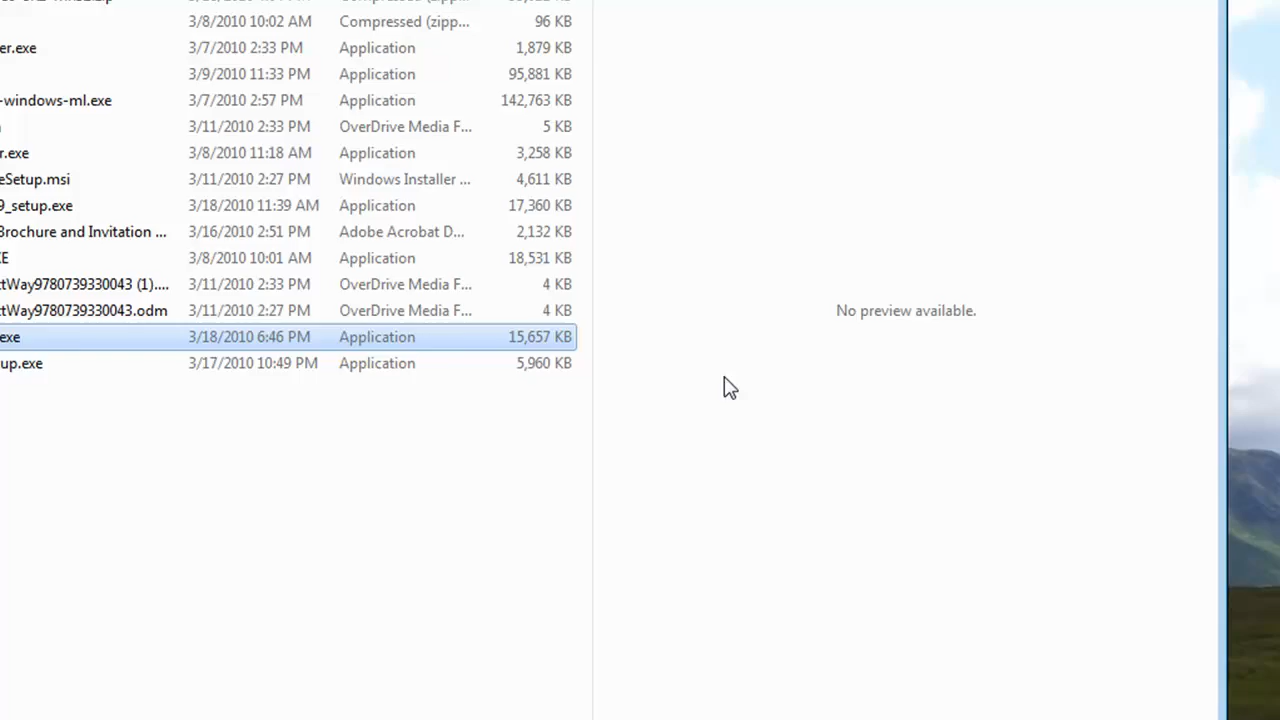 3/8/2010 10:02 AM Compressed (zipp... 96 KB
er.exe 3/7/2010 2:33 PM Application 1,879 KB
3/9/2010 11:33 PM Application 95,881 KB
-windows-ml.exe 3/7/2010 2:57 PM Application 142,763 KB
3/11/2010 2:33 PM OverDrive Media F... 5 KB
r.exe 3/8/2010 11:18 AM Application 3,258 KB
eSetup.msi 3/11/2010 2:27 PM Windows Installer ... 4,611 KB
9_setup.exe 3/18/2010 11:39 AM Application 17,360 KB
Brochure and Invitation ... 3/16/2010 2:51 PM Adobe Acrobat D... 2,132 KB
E 3/8/2010 10:01 AM Application 18,531 KB
ctWay9780739330043 (1).... 3/11/2010 2:33 PM OverDrive Media F... 4 KB
ctWay9780739330043.odm 3/11/2010 2:27 PM OverDrive Media F... 4 KB
exe 3/18/2010 6:46 PM Application 15,657 KB
up.exe 3/17/2010 10:49 PM Application 5,960 KB
No preview available.